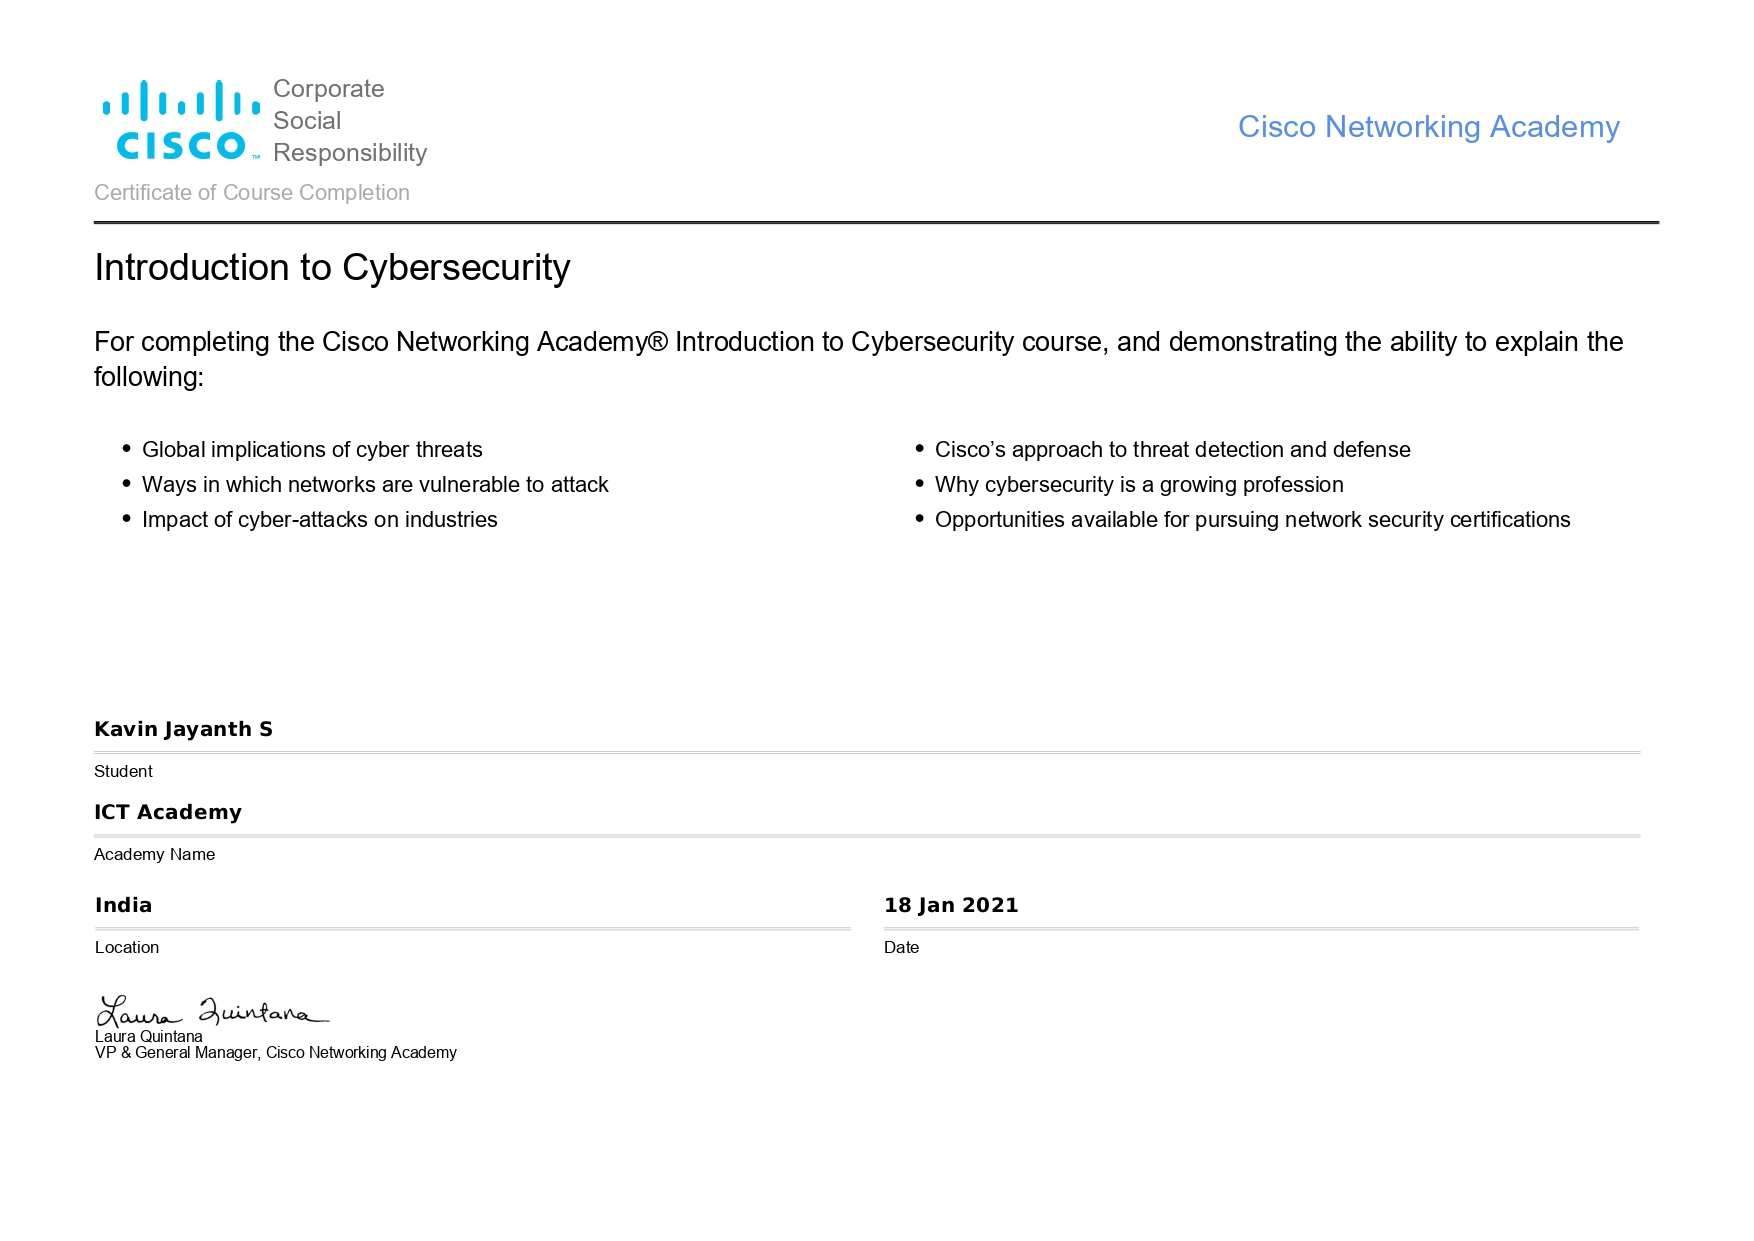 Corporate
Social
Responsibility
CISCO ™
Cisco Networking Academy
Certificate of Course Completion
Introduction to Cybersecurity
For completing the Cisco Networking Academy® Introduction to Cybersecurity course, and demonstrating the ability to explain the
following:
• Global implications of cyber threats
• Ways in which networks are vulnerable to attack
• Impact of cyber-attacks on industries
• Cisco’s approach to threat detection and defense
• Why cybersecurity is a growing profession
• Opportunities available for pursuing network security certifications
Kavin Jayanth S
Student
ICT Academy
Academy Name
India
Location
18 Jan 2021
Date
Laura Quintana
Laura Quintana
VP & General Manager, Cisco Networking Academy